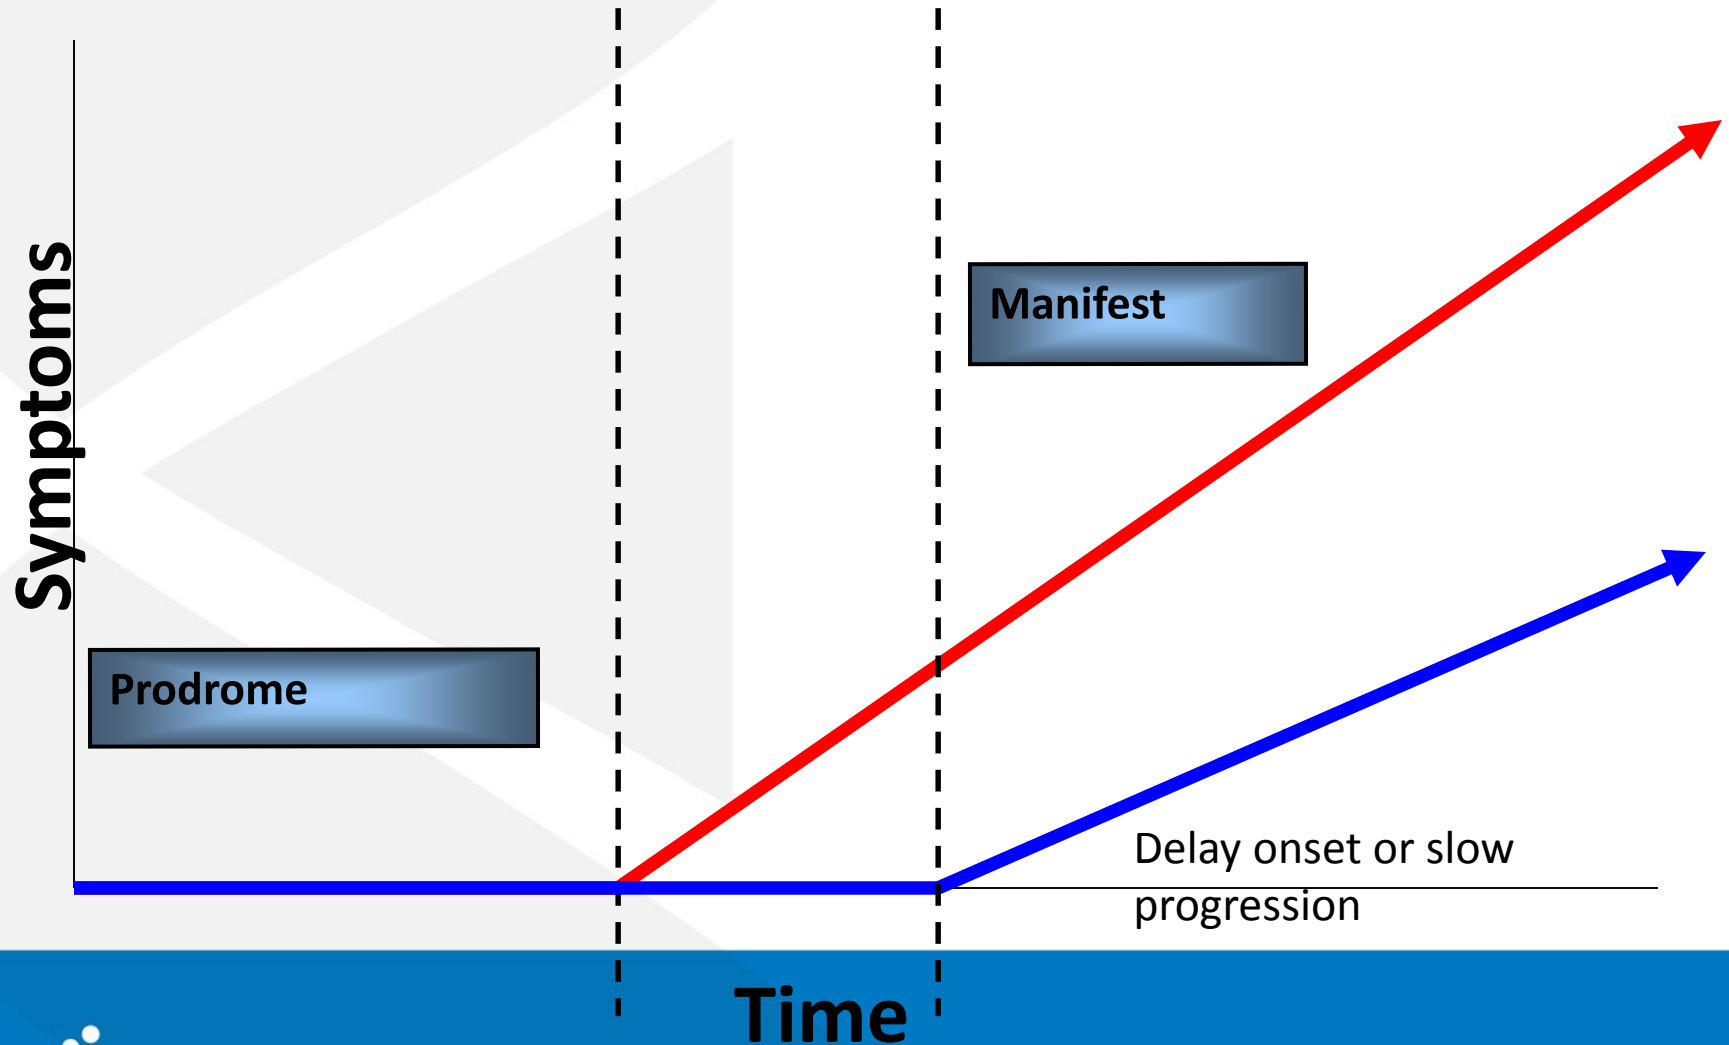 Symptoms
Manifest
Prodrome
Delay onset or slow
progression
Time